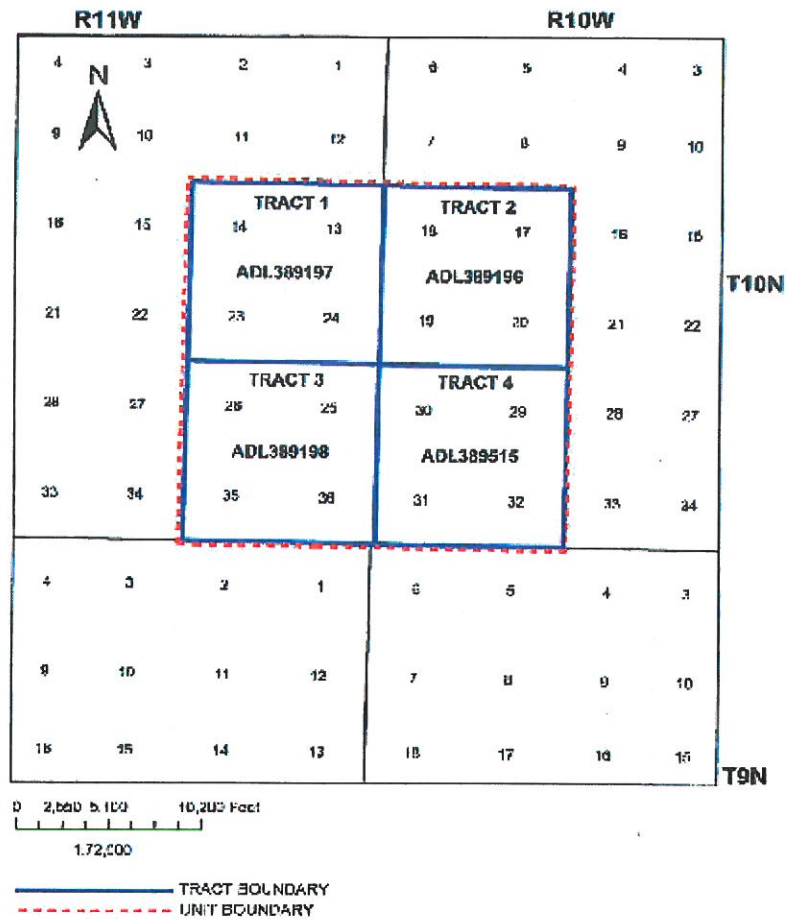 R11W R10W
4 3 2 1 6 5 4 3
N
9 10 11 12 7 8 9 10
TRACT 1 TRACT 2
16 15 14 13 18 17 16 15
ADL389197 ADL389196
T10N
21 22 23 24 19 20 21 22
TRACT 3 TRACT 4
28 27 26 25 30 29 28 27
ADL389198 ADL389515
33 34 35 36 31 32 33 34
4 3 2 1 6 5 4 3
9 10 11 12 7 8 9 10
16 15 14 13 18 17 16 15
T9N
0 2,550 5,100 10,200 Feet
1:72,000
TRACT BOUNDARY
UNIT BOUNDARY